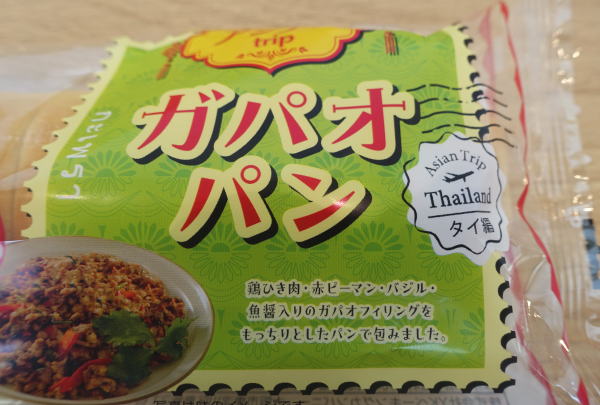 trip
ガパオ
パン
Asian Trip
Thailand
タイ編
鶏ひき肉・赤ピーマン・バジル・
魚醤入りのガパオフィリングを
もっちりとしたパンで包みました。